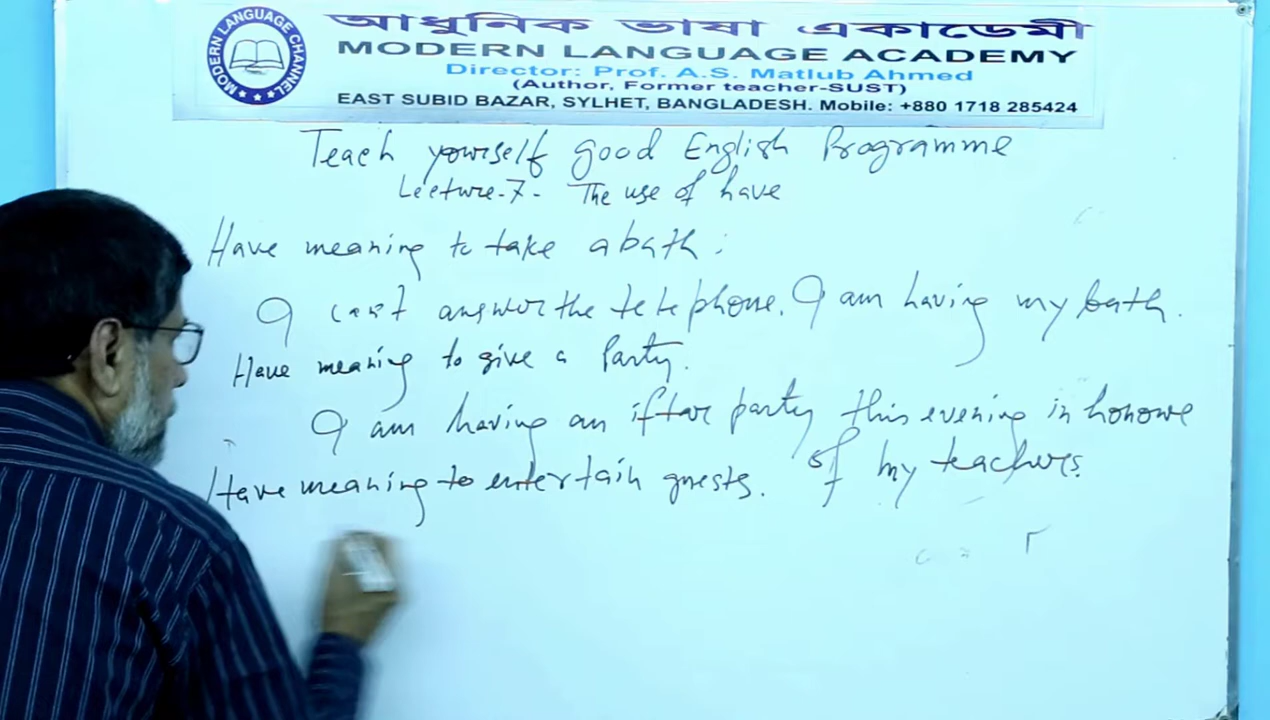 MODERN LANGUAGE CHANNEL
আধুনিক ভাষা একাডেমী
MODERN LANGUAGE ACADEMY
Director: Prof. A.S. Matlub Ahmed
(Author, Former teacher-SUST)
EAST SUBID BAZAR, SYLHET, BANGLADESH. Mobile: +880 1718 285424
Teach yourself good English Programme
Lecture-7- The use of have
Have meaning to take a bath:
I can't answer the telephone. I am having my bath.
Have meaning to give a Party.
I am having an iftar party this evening in honour
of my teachers.
Have meaning to entertain guests.